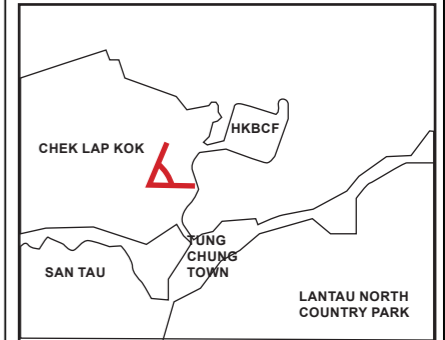 HKBCF
CHEK LAP KOK
TUNG
CHUNG
TOWN
SAN TAU
LANTAU NORTH
COUNTRY PARK